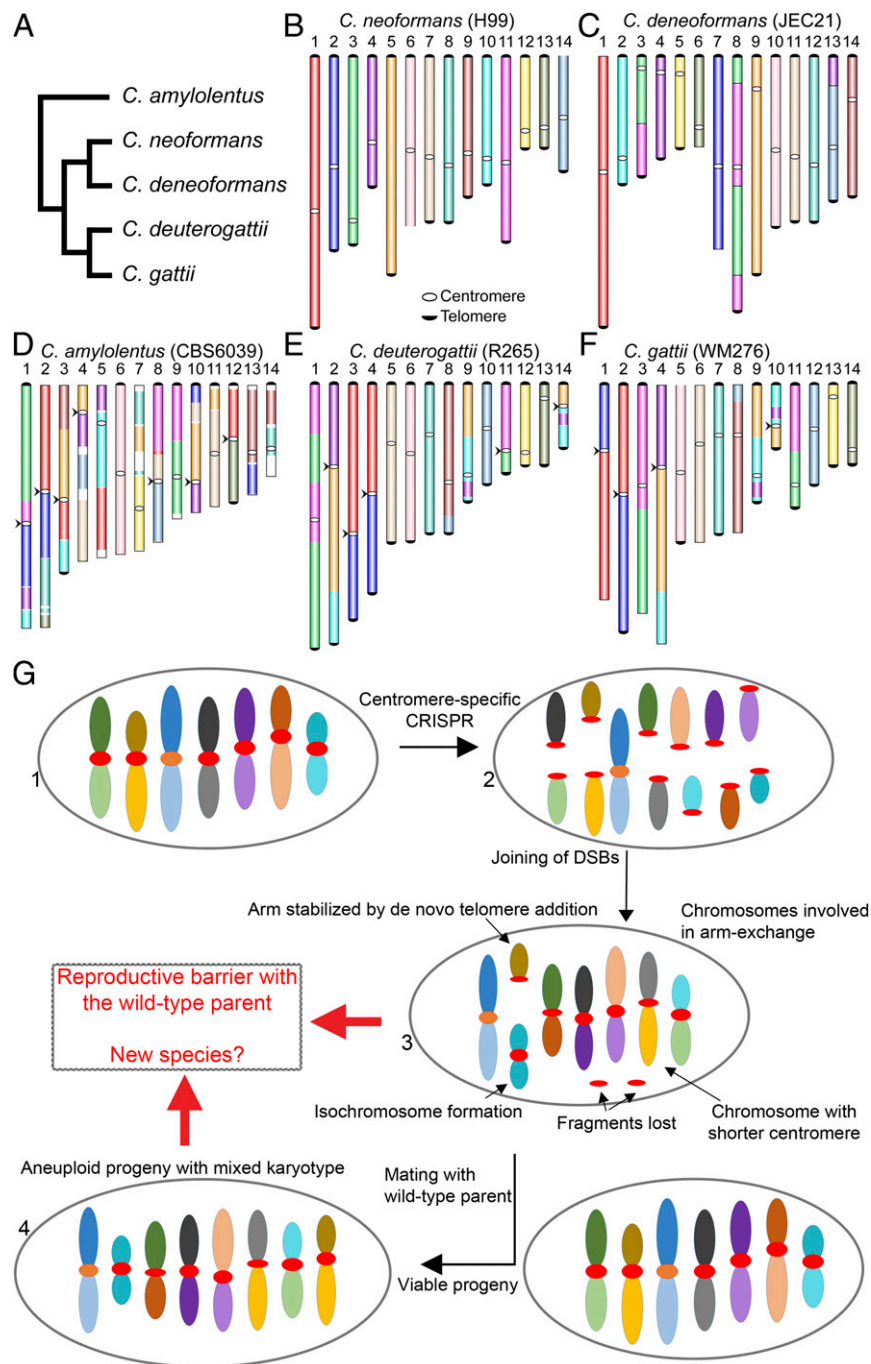 A
C. amylolentus
C. neoformans
C. deneoformans
C. deuterogattii
C. gattii
B
C. neoformans (H99)
1 2 3 4 5 6 7 8 9 10 11 12 13 14
Centromere
Telomere
C
C. deneoformans (JEC21)
1 2 3 4 5 6 7 8 9 10 11 12 13 14
D
C. amylolentus (CBS6039)
1 2 3 4 5 6 7 8 9 10 11 12 13 14
E
C. deuterogattii (R265)
1 2 3 4 5 6 7 8 9 10 11 12 13 14
F
C. gattii (WM276)
1 2 3 4 5 6 7 8 9 10 11 12 13 14
G
1
Centromere-specific
CRISPR
2
Joining of DSBs
Arm stabilized by de novo telomere addition
Chromosomes involved
in arm-exchange
Reproductive barrier with
the wild-type parent
New species?
3
Isochromosome formation
Fragments lost
Chromosome with
shorter centromere
Aneuploid progeny with mixed karyotype
Mating with
wild-type parent
4
Viable progeny